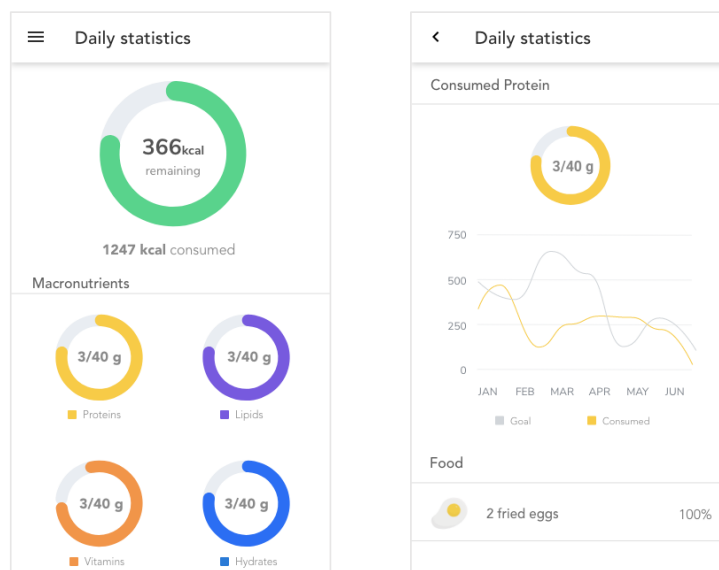 Daily statistics
366kcal
remaining
1247 kcal consumed
Macronutrients
3/40 g
3/40 g
Proteins
Lipids
3/40 g
3/40 g
Vitamins
Hydrates
Daily statistics
Consumed Protein
3/40 g
750
500
250
0
JAN FEB MAR APR MAY JUN
Goal
Consumed
Food
2 fried eggs
100%